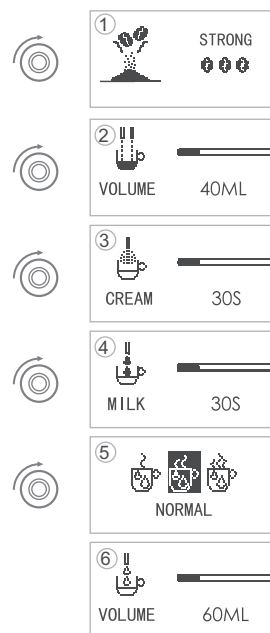 1
STRONG
2
VOLUME 40ML
3
CREAM 30S
4
MILK 30S
5
NORMAL
6
VOLUME 60ML